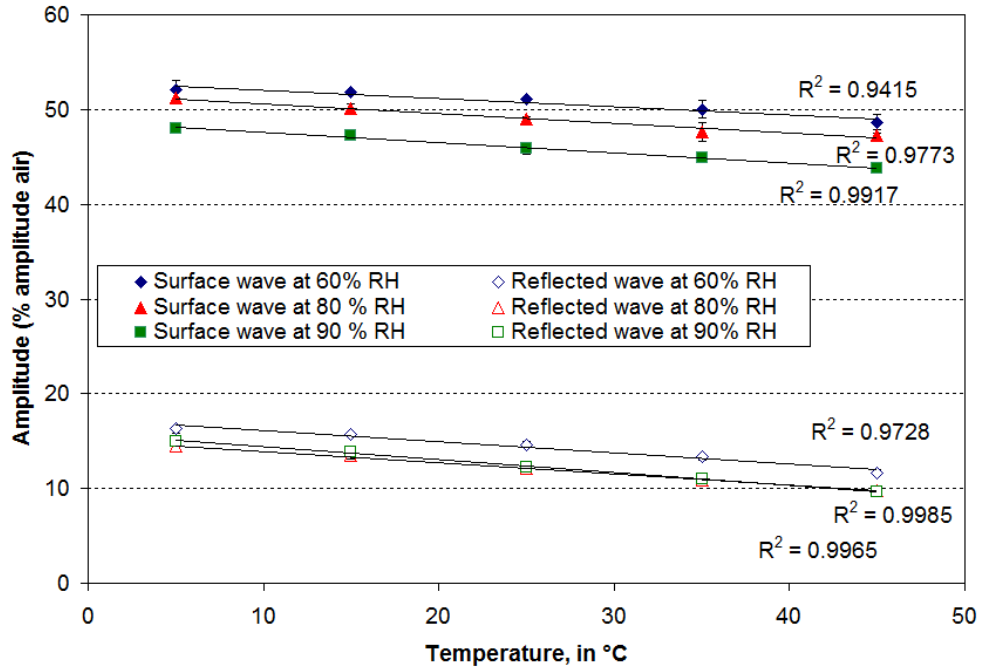 60
50
40
30
20
10
0
Amplitude (% amplitude air)
R² = 0.9415
R² = 0.9773
R² = 0.9917
Surface wave at 60% RH
Reflected wave at 60% RH
Surface wave at 80 % RH
Reflected wave at 80% RH
Surface wave at 90 % RH
Reflected wave at 90% RH
R² = 0.9728
R² = 0.9985
R² = 0.9965
0 10 20 30 40 50
Temperature, in °C